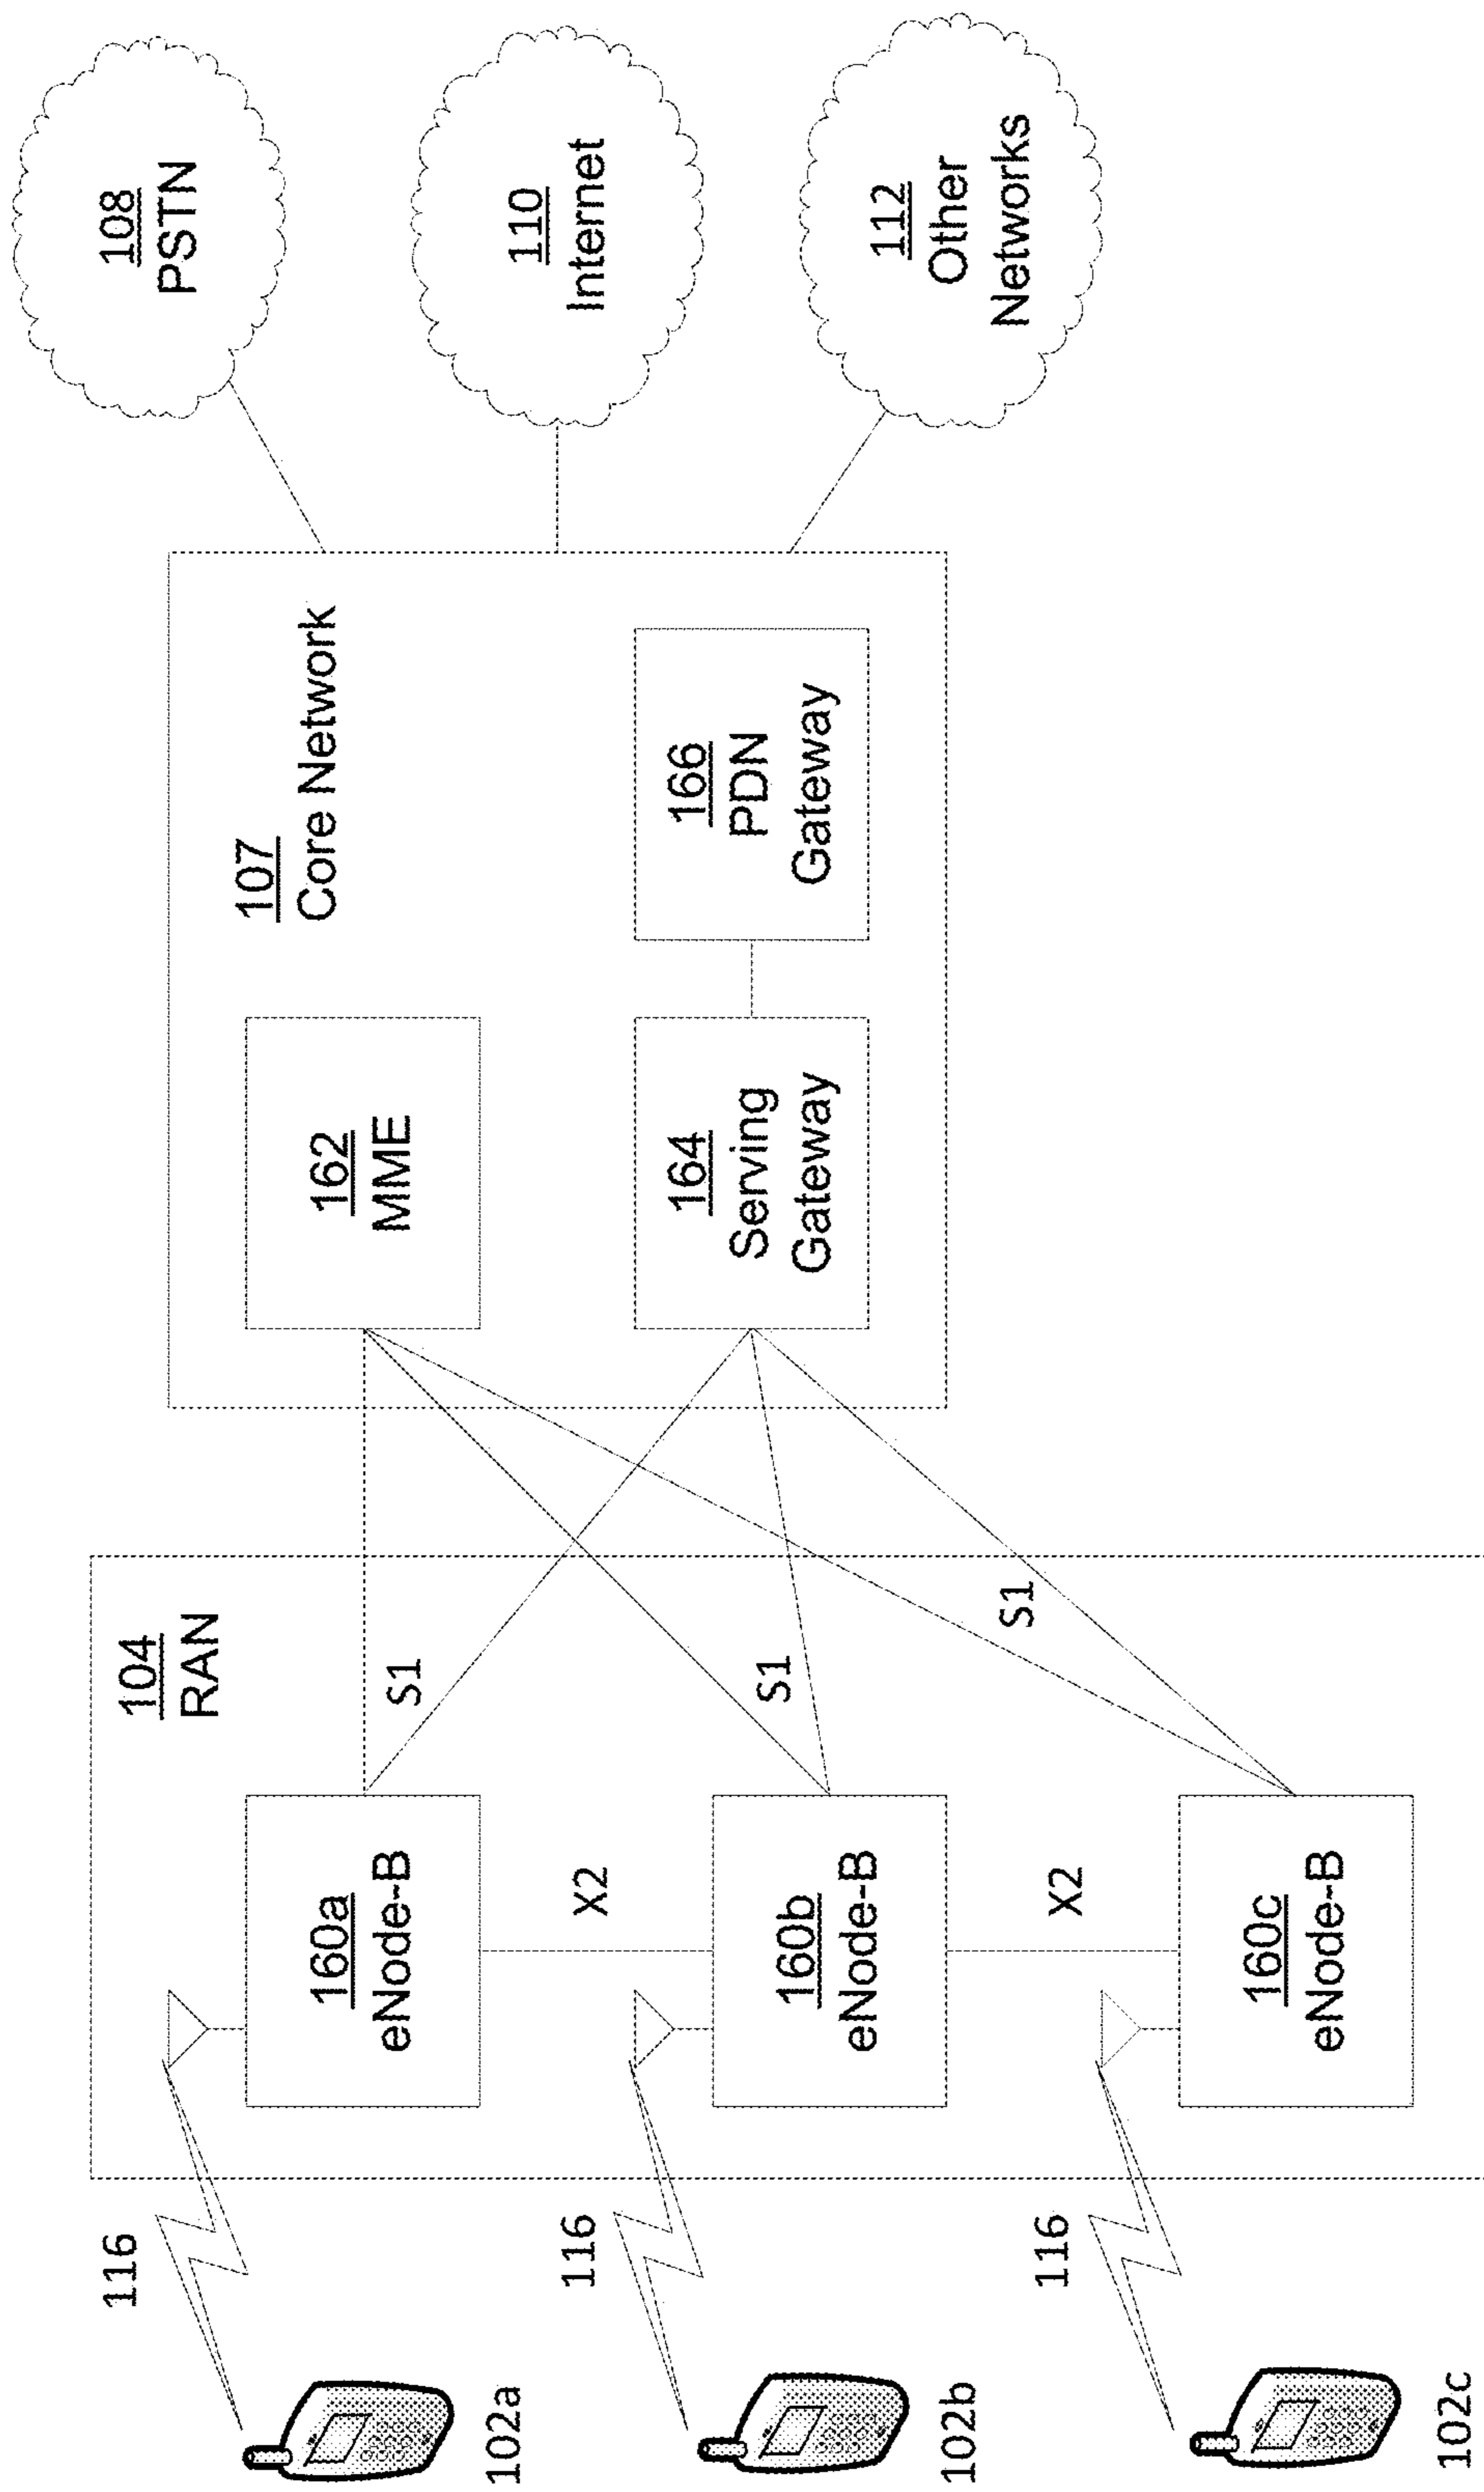 102a
102b
102c
116
116
116
104
RAN
160a
eNode-B
160b
eNode-B
160c
eNode-B
X2
X2
S1
S1
S1
107
Core Network
162
MME
164
Serving
Gateway
166
PDN
Gateway
108
PSTN
110
Internet
112
Other
Networks